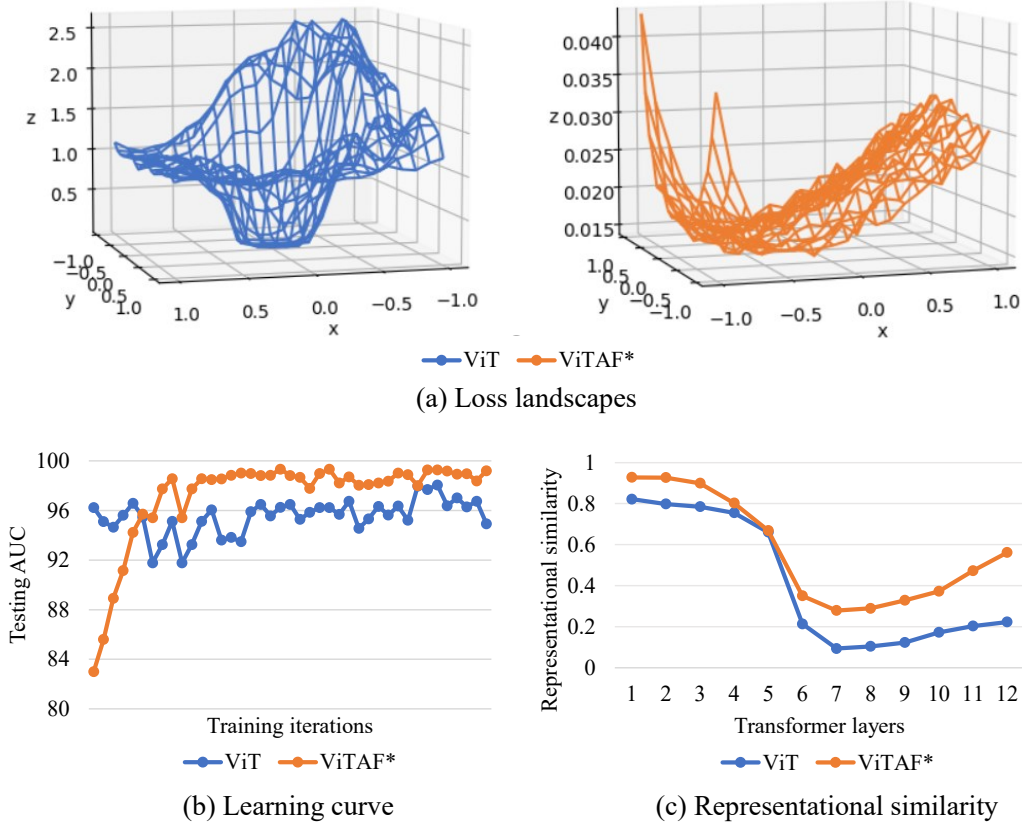 2.5
2.0
z
1.5
1.0
0.5
-1.0
-0.5
0.0
0.5
1.0
y
1.0
0.5
0.0
−0.5
−1.0
x
0.040
0.035
z
0.030
0.025
0.020
0.015
1.0
0.5
0.0
−0.5
−1.0
y
−1.0
−0.5
0.0
0.5
1.0
x
ViT ViTAF*
(a) Loss landscapes
100
96
92
88
84
80
Testing AUC
Training iterations
ViT ViTAF*
(b) Learning curve
1
0.8
0.6
0.4
0.2
0
Representational similarity
1 2 3 4 5 6 7 8 9 10 11 12
Transformer layers
ViT ViTAF*
(c) Representational similarity